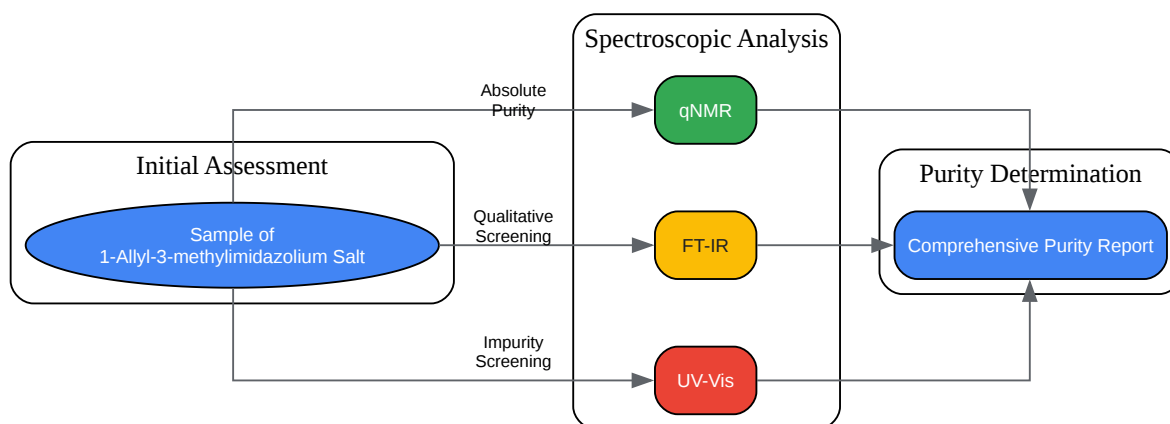 Spectroscopic Analysis
Absolute
Purity
qNMR
Initial Assessment
Purity Determination
Sample of
1-Allyl-3-methylimidazolium Salt
Qualitative
Screening
FT-IR
Comprehensive Purity Report
Impurity
Screening
UV-Vis